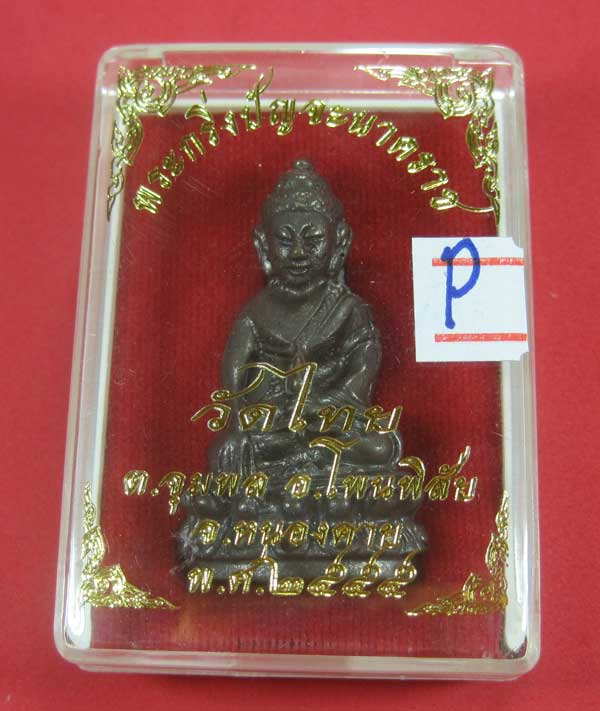 พระกริ่งปัญจะนาคราช
P
วัดไทย
ต.จุมพล อ.โพนพิสัย
จ.หนองคาย
พ.ศ.๒๕๕๕